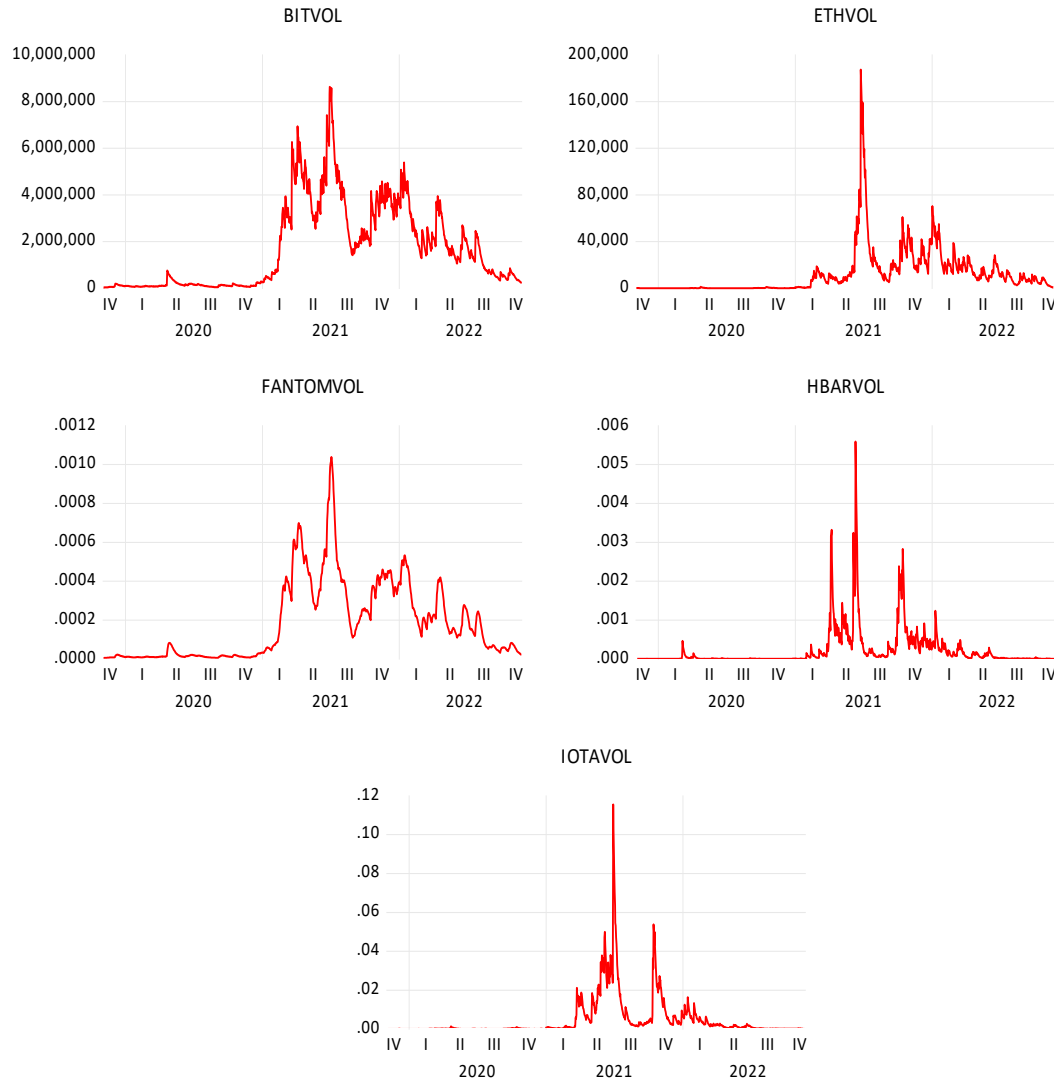 BITVOL
10,000,000
8,000,000
6,000,000
4,000,000
2,000,000
0
IV I II III IV I II III IV I II III IV
2020 2021 2022
ETHVOL
200,000
160,000
120,000
80,000
40,000
0
IV I II III IV I II III IV I II III IV
2020 2021 2022
FANTOMVOL
.0012
.0010
.0008
.0006
.0004
.0002
.0000
IV I II III IV I II III IV I II III IV
2020 2021 2022
HBARVOL
.006
.005
.004
.003
.002
.001
.000
IV I II III IV I II III IV I II III IV
2020 2021 2022
IOTAVOL
.12
.10
.08
.06
.04
.02
.00
IV I II III IV I II III IV I II III IV
2020 2021 2022